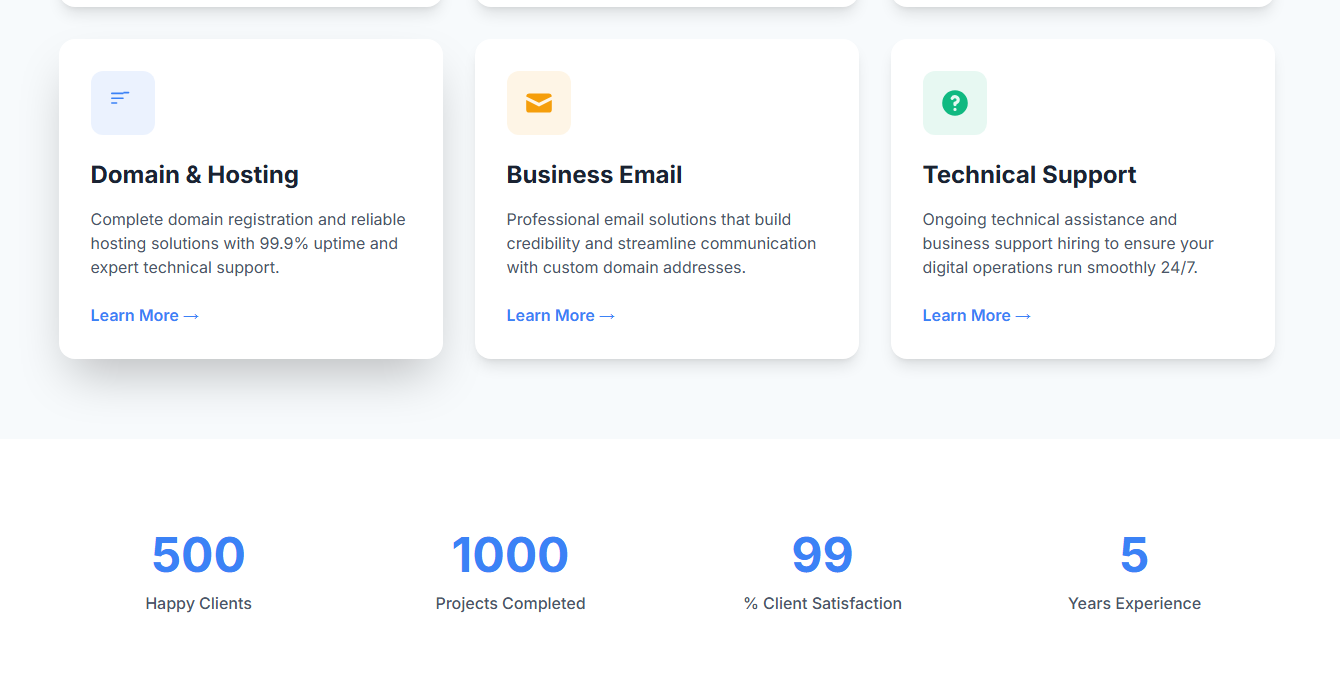 Domain & Hosting
Complete domain registration and reliable
hosting solutions with 99.9% uptime and
expert technical support.
Learn More →
Business Email
Professional email solutions that build
credibility and streamline communication
with custom domain addresses.
Learn More →
Technical Support
Ongoing technical assistance and
business support hiring to ensure your
digital operations run smoothly 24/7.
Learn More →
500
Happy Clients
1000
Projects Completed
99
% Client Satisfaction
5
Years Experience